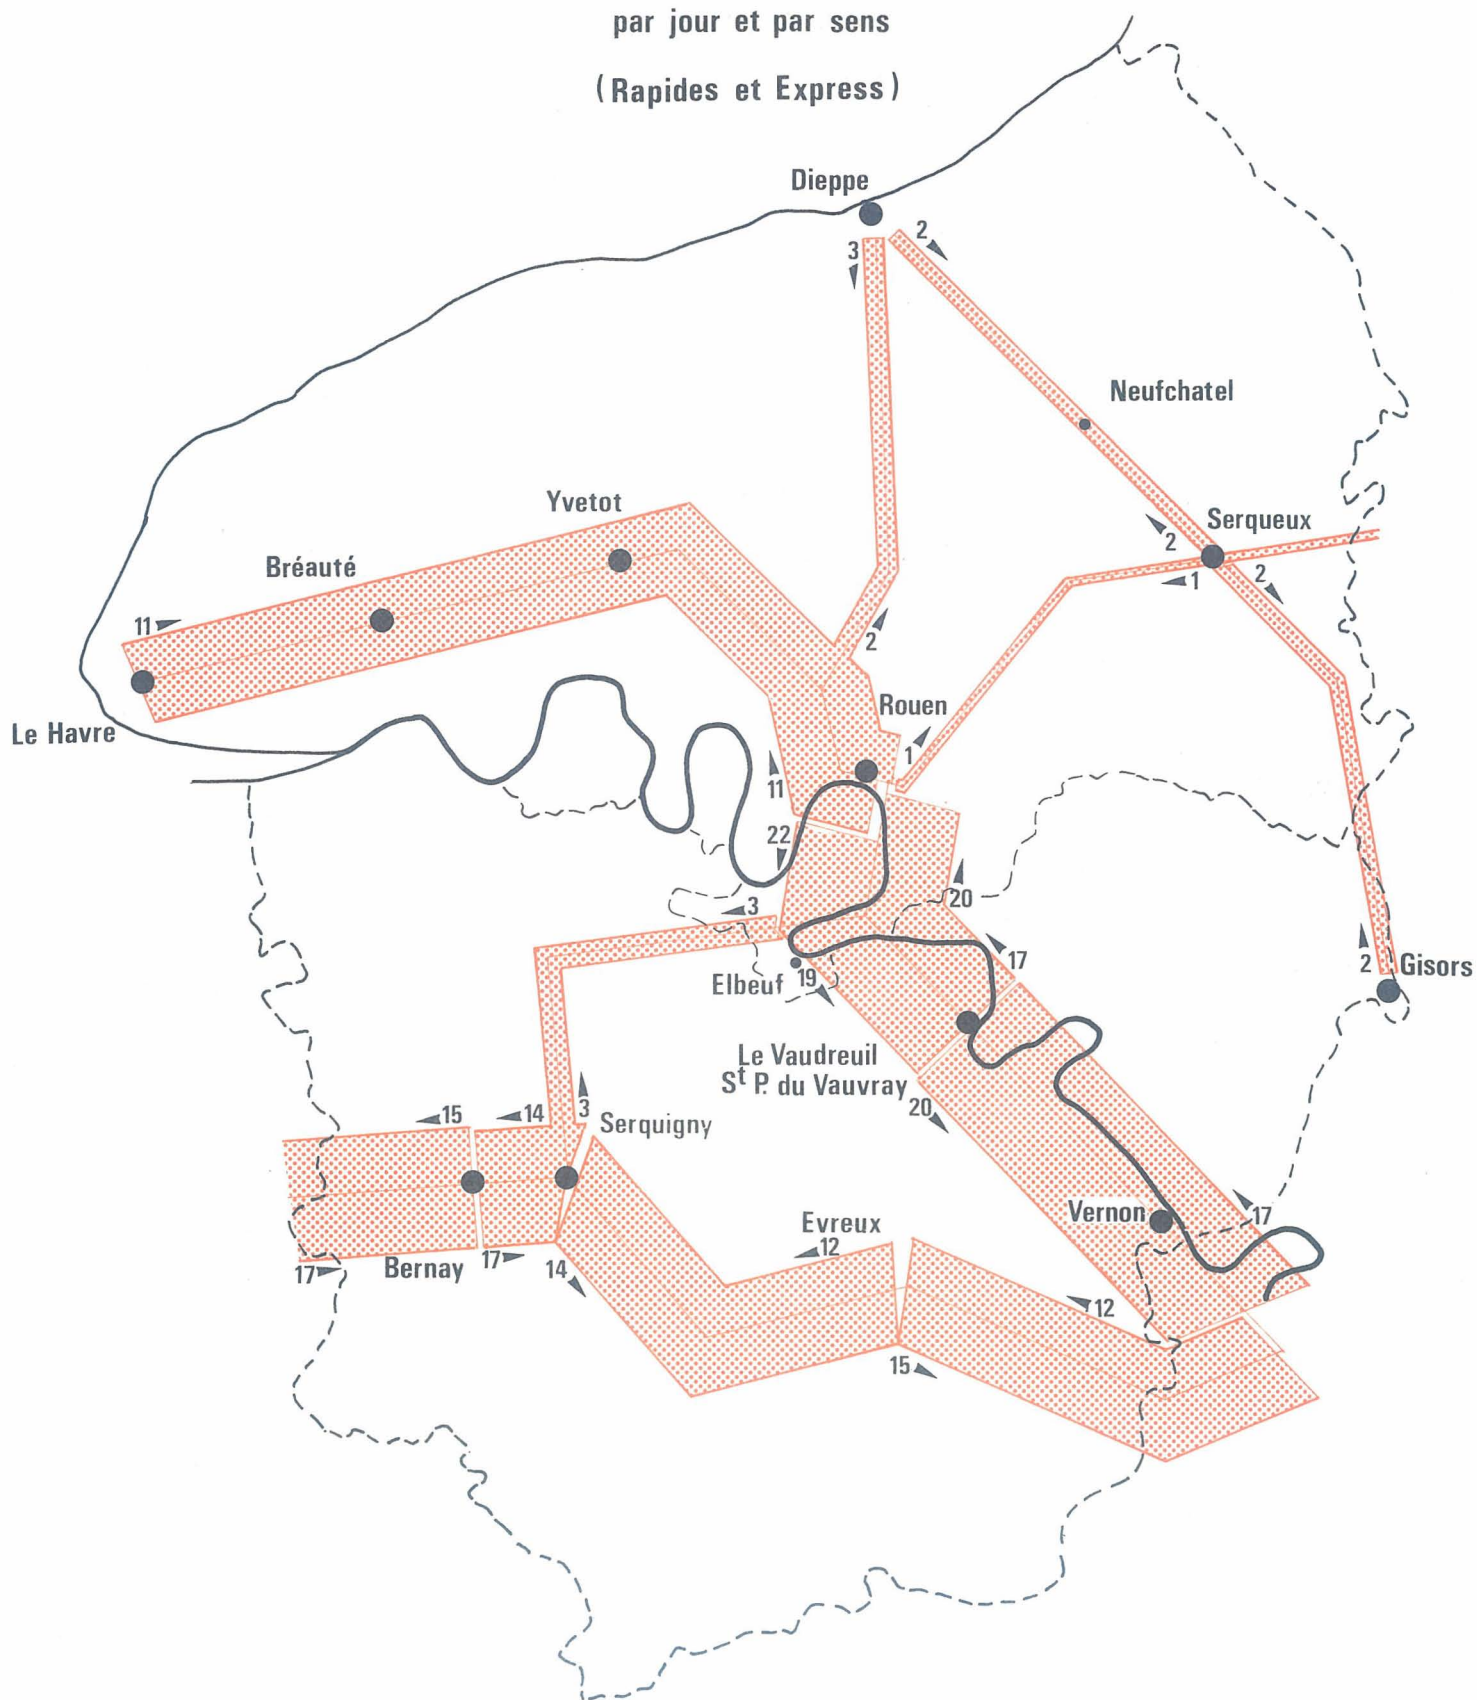 par jour et par sens
(Rapides et Express)
Dieppe
2
3
Neufchatel
Yvetot
Serqueux
2
Bréauté
1
2
11
2
Rouen
Le Havre
1
11
22
20
3
17
2
Gisors
Elbeuf
19
Le Vaudreuil
St P. du Vauvray
20
15
14
3
Serquigny
Vernon
17
Evreux
12
17
Bernay
17
14
12
15